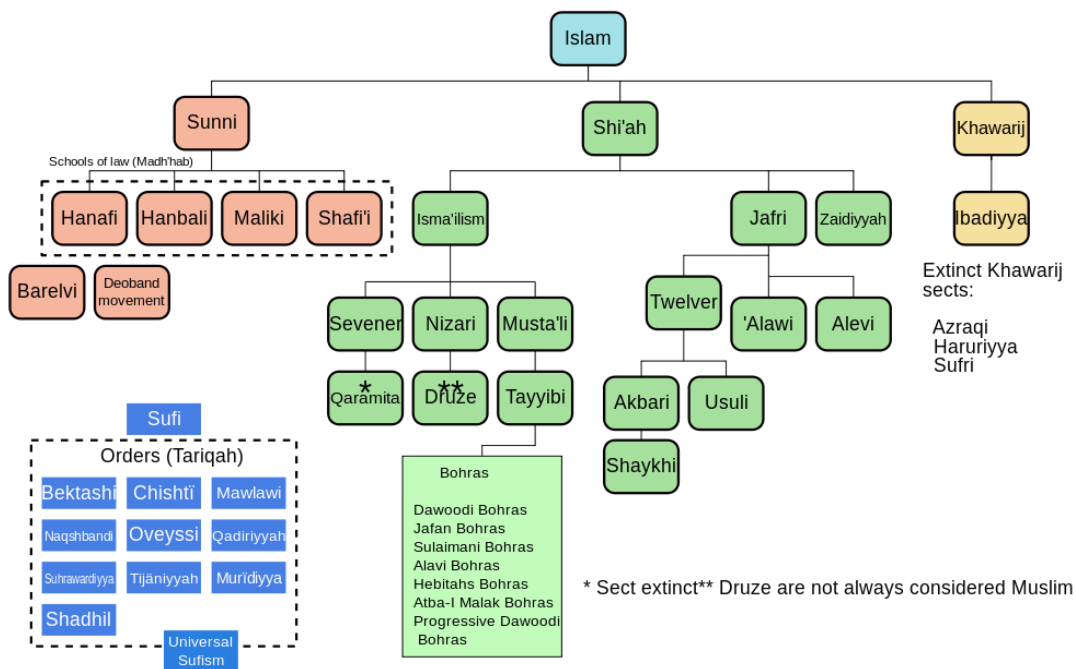 Islam
Sunni
Shi'ah
Khawarij
Schools of law (Madh'hab)
Hanafi
Hanbali
Maliki
Shafi'i
Isma'ilism
Jafri
Zaidiyyah
Ibadiyya
Barelvi
Deoband
movement
Extinct Khawarij
sects:
Azraqi
Haruriyya
Sufri
Sevener
Nizari
Musta'li
Twelver
'Alawi
Alevi
*
Qaramita
**
Druze
Tayyibi
Akbari
Usuli
Shaykhi
Sufi
Orders (Tariqah)
Bektashi
Chishtï
Mawlawi
Naqshbandi
Oveyssi
Qadiriyyah
Suhrawardiyya
Tijäniyyah
Murïdiyya
Shadhil
Universal
Sufism
Bohras
Dawoodi Bohras
Jafan Bohras
Sulaimani Bohras
Alavi Bohras
Hebitahs Bohras
Atba-I Malak Bohras
Progressive Dawoodi
Bohras
* Sect extinct** Druze are not always considered Muslim